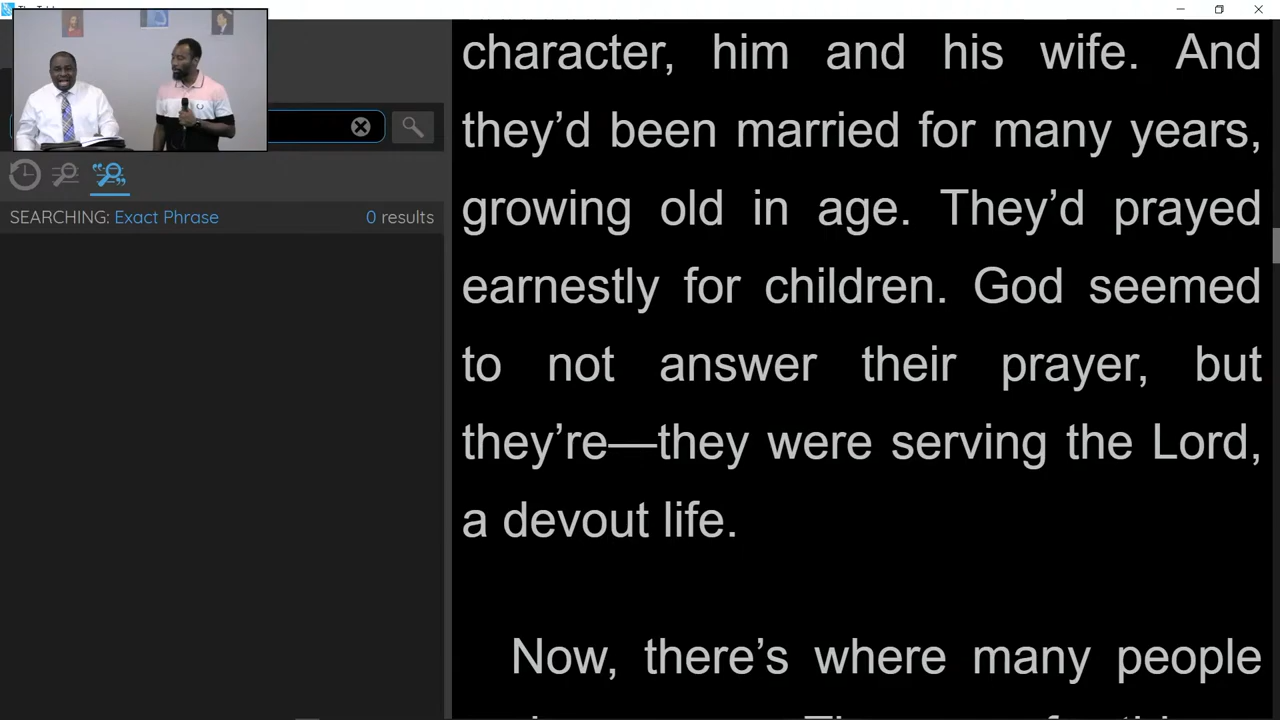 character, him and his wife. And
they’d been married for many years,
growing old in age. They’d prayed
earnestly for children. God seemed
to not answer their prayer, but
they’re—they were serving the Lord,
a devout life.
Now, there’s where many people
SEARCHING: Exact Phrase
0 results